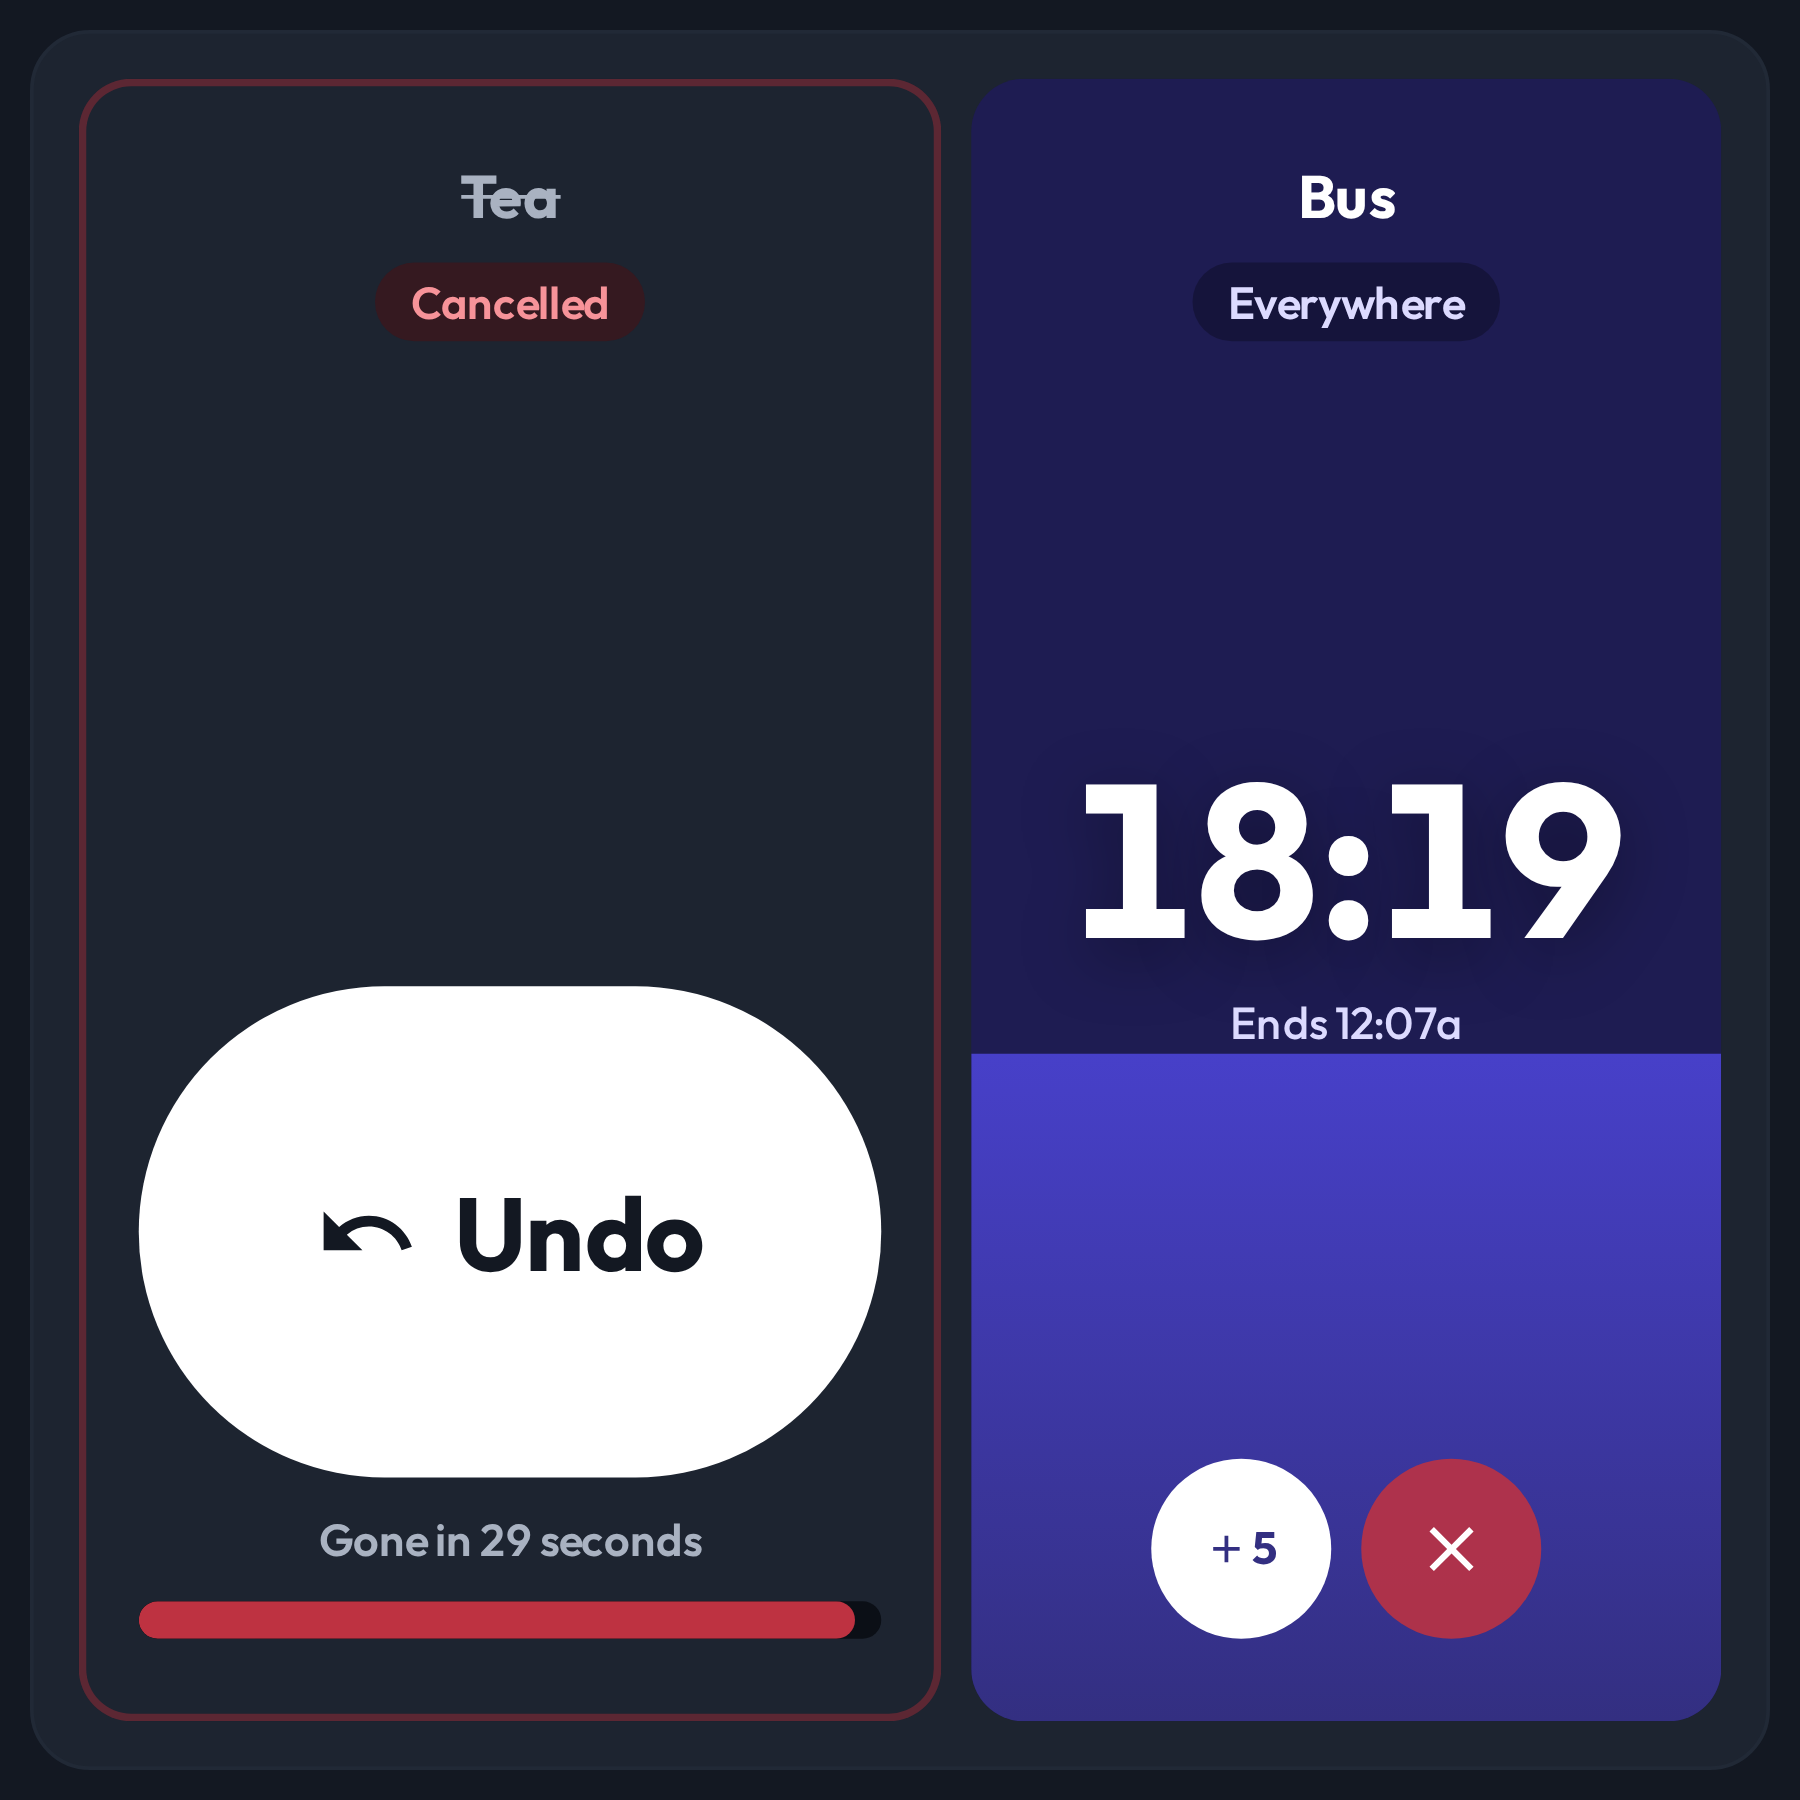 Tea
Cancelled
Undo
Gone in 29 seconds
Bus
Everywhere
18:19
Ends 12:07a
+ 5